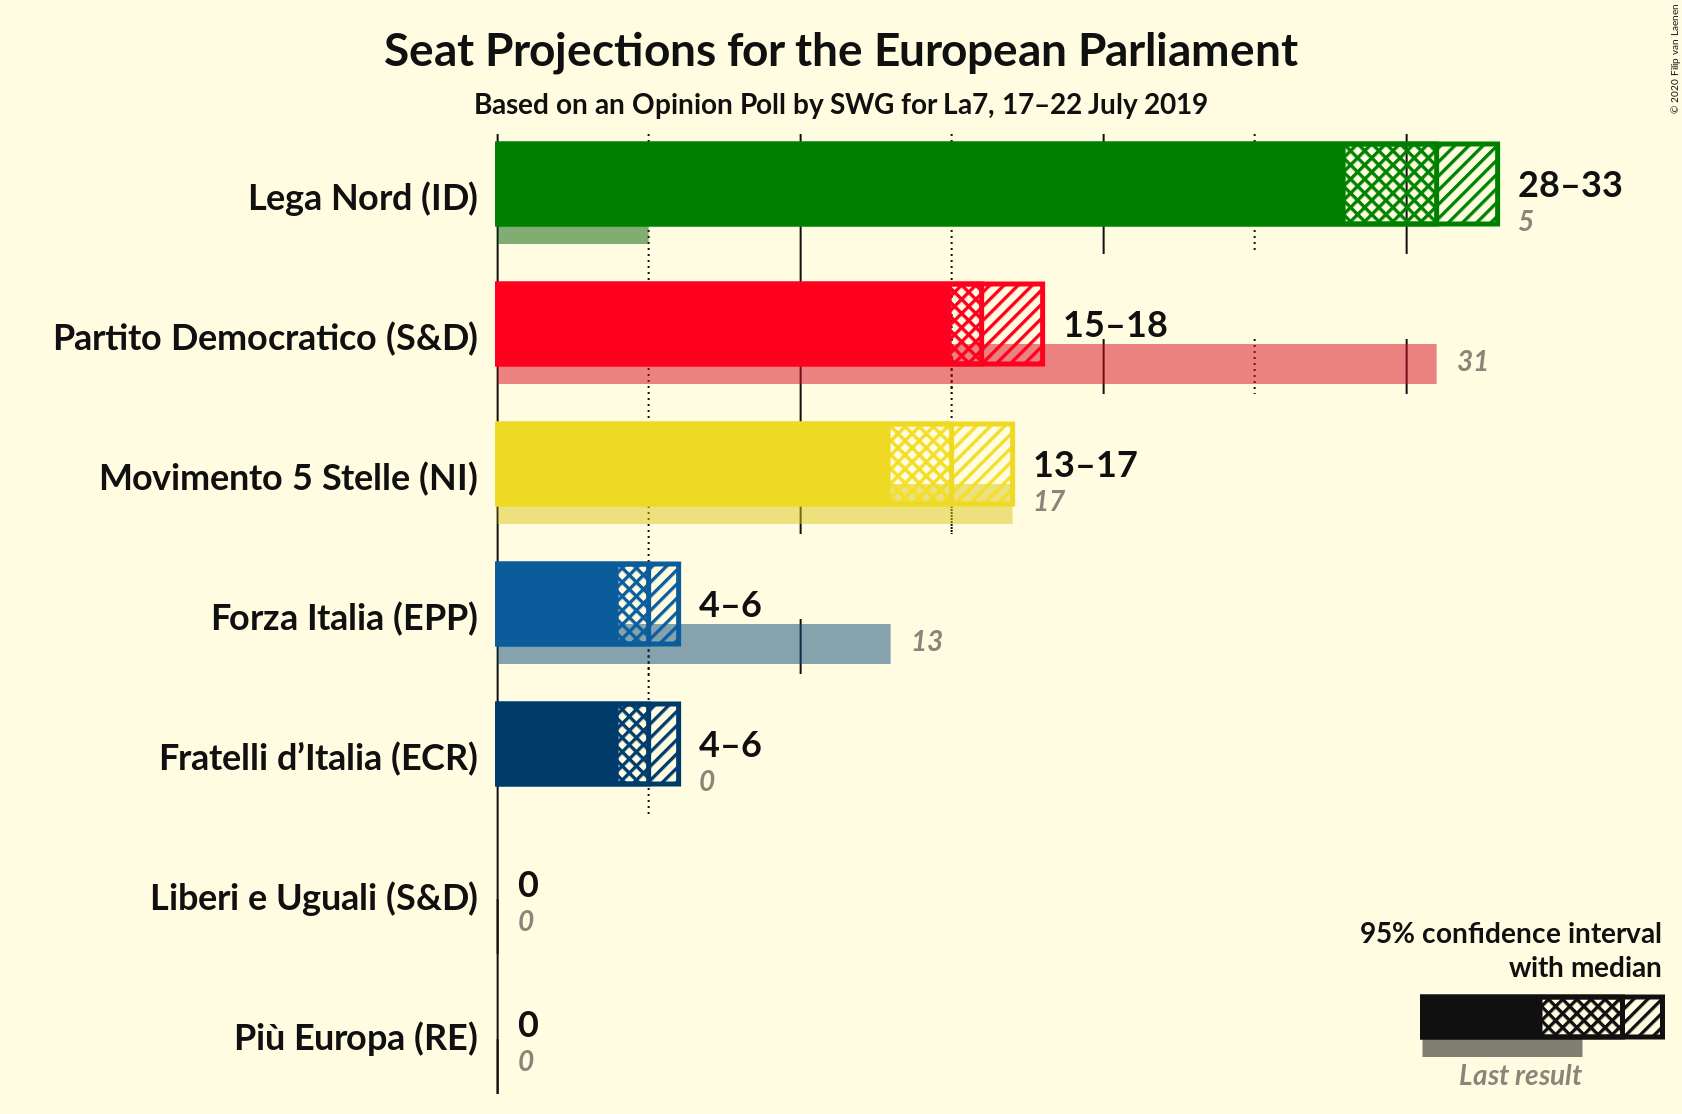 Seat Projections for the European Parliament
Based on an Opinion Poll by SWG for La7, 17–22 July 2019
© 2020 Filip van Laenen
Lega Nord (ID)
28–33
5
Partito Democratico (S&D)
15–18
31
Movimento 5 Stelle (NI)
13–17
17
Forza Italia (EPP)
4–6
13
Fratelli d’Italia (ECR)
4–6
0
Liberi e Uguali (S&D)
0
0
Più Europa (RE)
0
0
95% confidence interval
with median
Last result